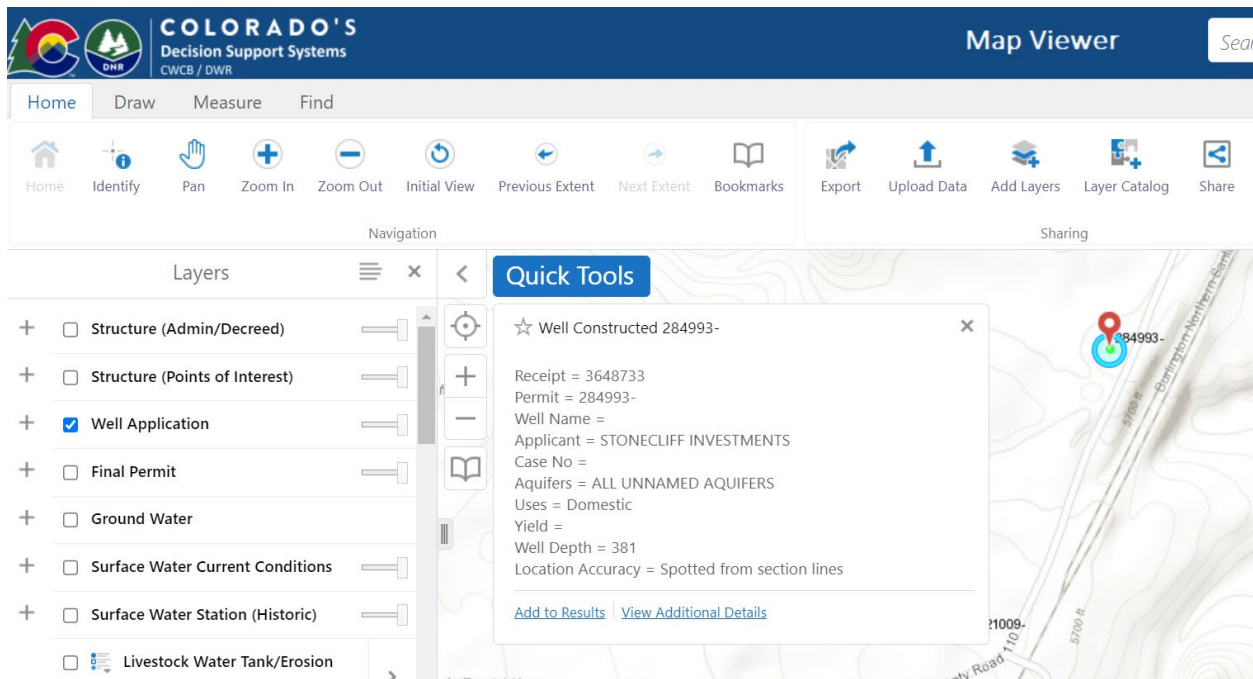 COLORADO'S
Decision Support Systems
CWCB / DWR
DNR
Map Viewer
Home Draw Measure Find
Home Identify Pan Zoom In Zoom Out Initial View Previous Extent Next Extent Bookmarks Export Upload Data Add Layers Layer Catalog Share
Navigation Sharing
Layers
Structure (Admin/Decreed)
Structure (Points of Interest)
Well Application
Final Permit
Ground Water
Surface Water Current Conditions
Surface Water Station (Historic)
Livestock Water Tank/Erosion
Quick Tools
Well Constructed 284993-
Receipt = 3648733
Permit = 284993-
Well Name =
Applicant = STONECLIFF INVESTMENTS
Case No =
Aquifers = ALL UNNAMED AQUIFERS
Uses = Domestic
Yield =
Well Depth = 381
Location Accuracy = Spotted from section lines
Add to Results View Additional Details
284993-
Burlington Northern
5700 ft
21009-
5700 ft
Road 110